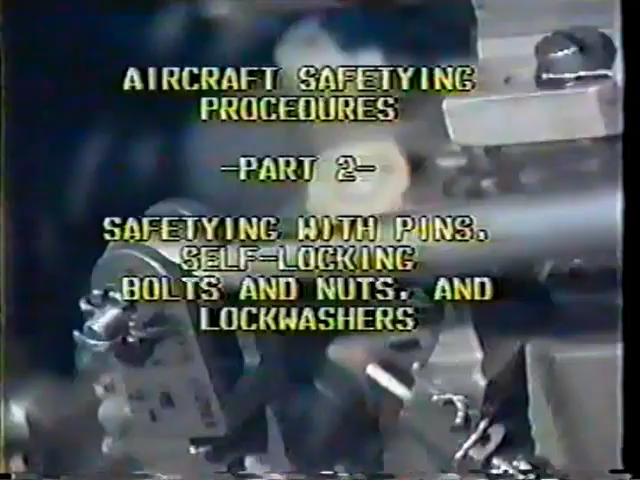 AIRCRAFT SAFETYING
PROCEDURES
-PART 2-
SAFETYING WITH PINS,
SELF-LOCKING
BOLTS AND NUTS, AND
LOCKWASHERS